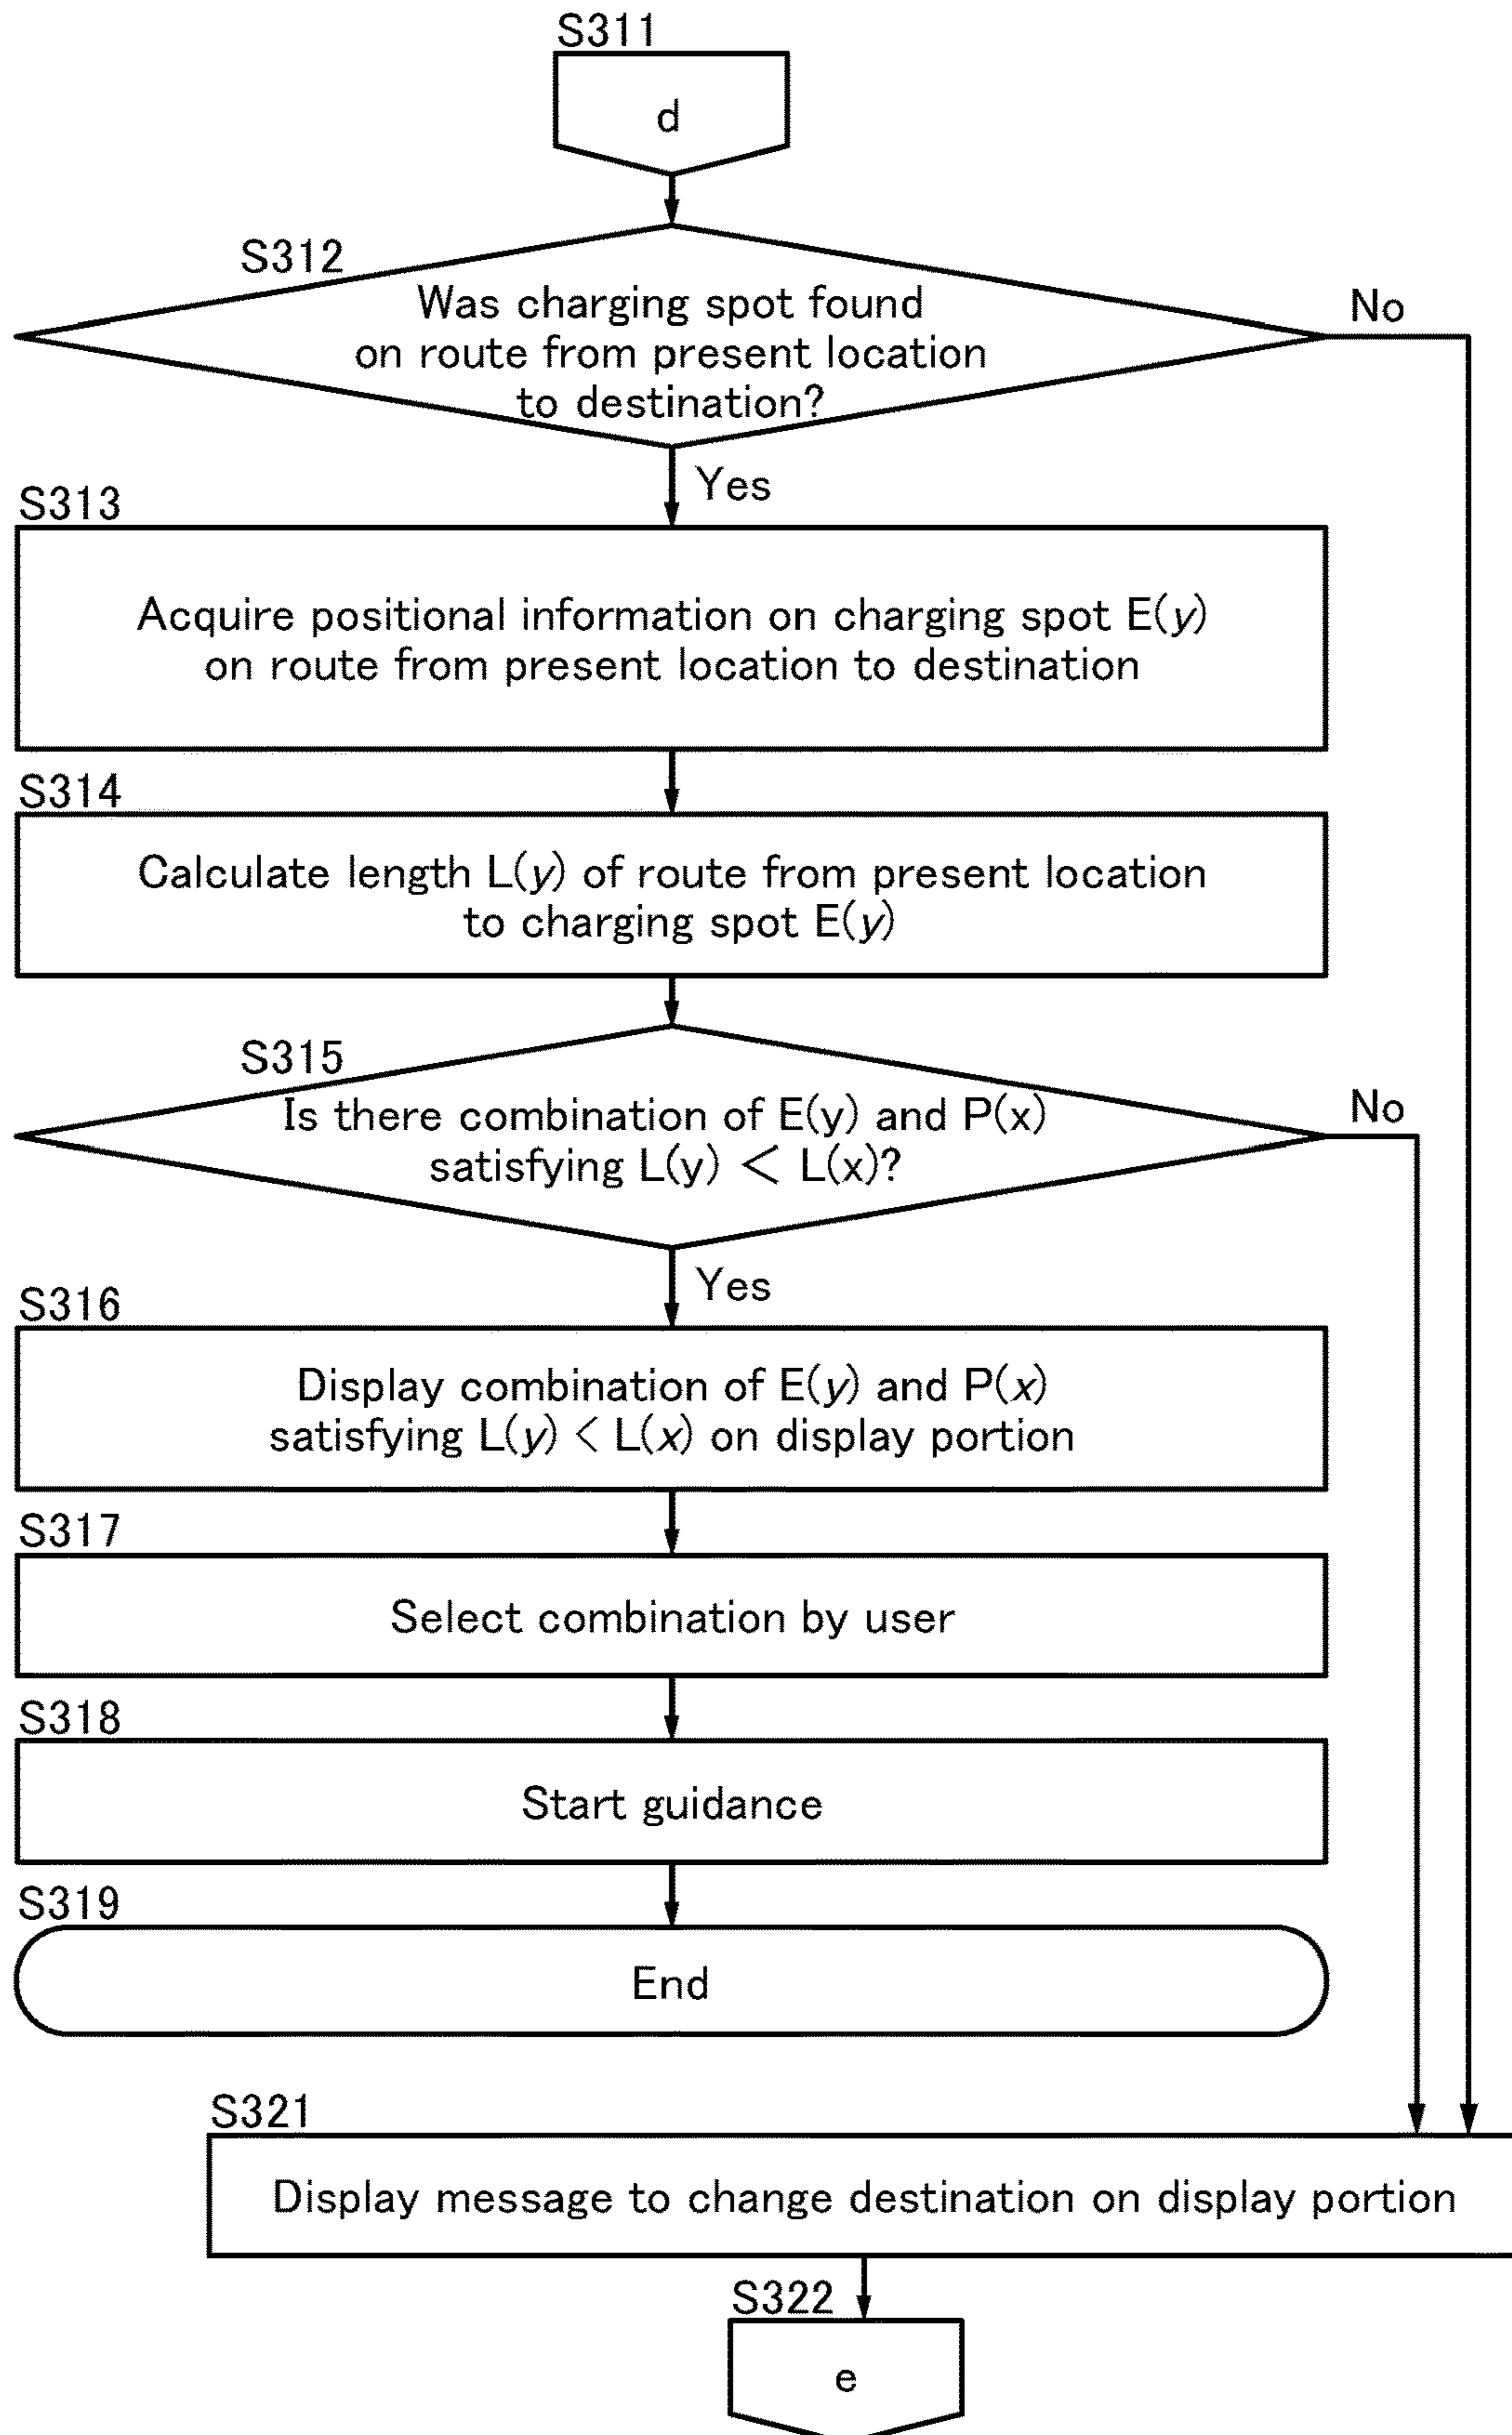 S311
d
S312
Was charging spot found
on route from present location
to destination?
No
Yes
S313
Acquire positional information on charging spot E(y)
on route from present location to destination
S314
Calculate length L(y) of route from present location
to charging spot E(y)
S315
Is there combination of E(y) and P(x)
satisfying L(y) < L(x)?
No
Yes
S316
Display combination of E(y) and P(x)
satisfying L(y) < L(x) on display portion
S317
Select combination by user
S318
Start guidance
S319
End
S321
Display message to change destination on display portion
S322
e